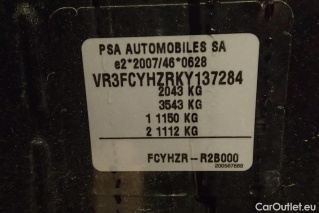 PSA AUTOMOBILES SA
e2*2007/46*0628
VR3FCYHZRKY137284
2043 KG
3543 KG
1 1150 KG
2 1112 KG
FCYHZR-R2B000
CarOutlet.eu